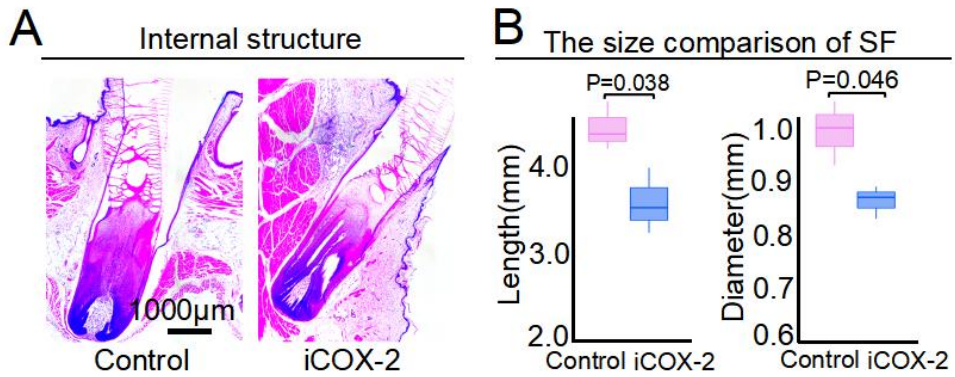 A
Internal structure
1000µm
Control
iCOX-2
B
The size comparison of SF
P=0.038
Length(mm)
4.0
3.0
2.0
Control iCOX-2
P=0.046
Diameter(mm)
1.0
0.9
0.8
0.7
0.6
Control iCOX-2